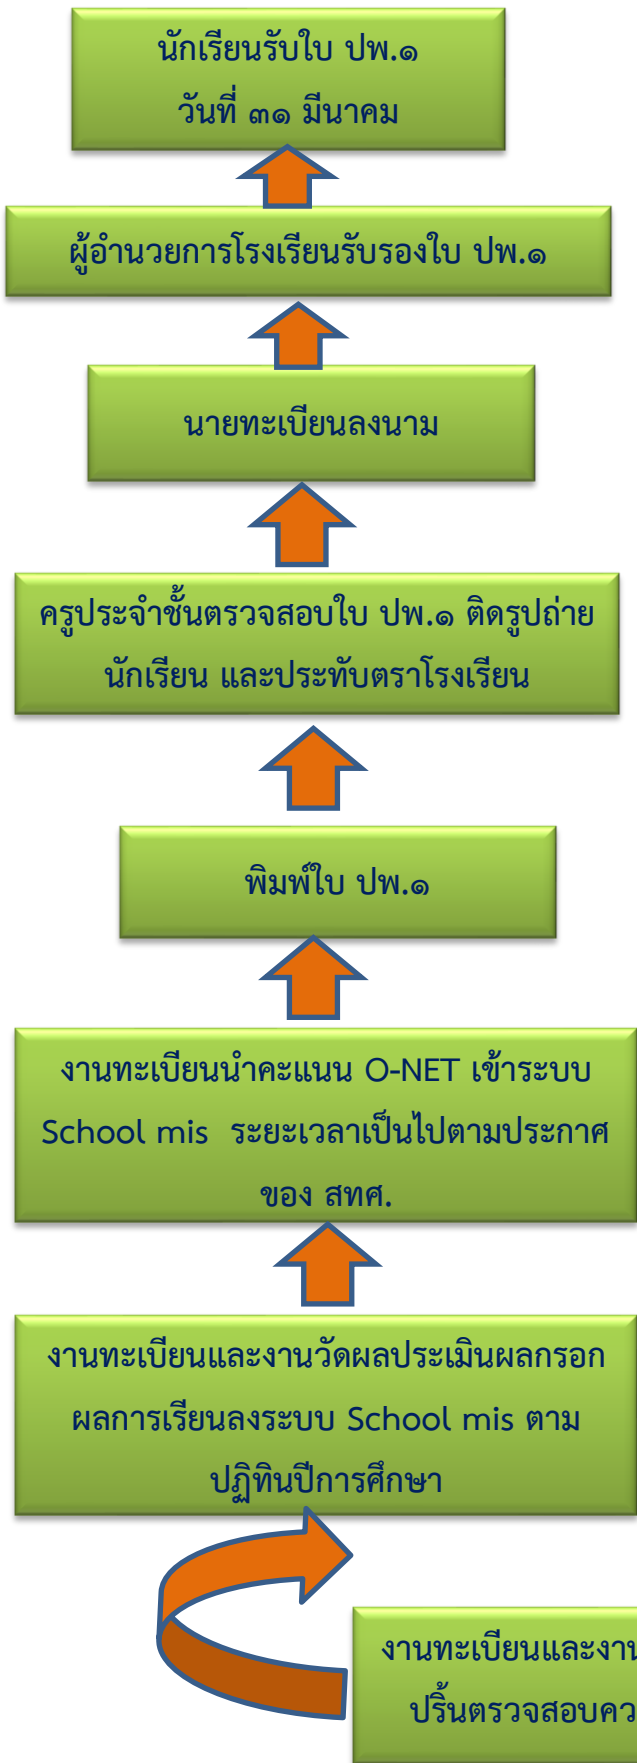 นักเรียนรับใบ ปพ.๑
วันที่ ๓๑ มีนาคม
ผู้อำนวยการโรงเรียนรับรองใบ ปพ.๑
นายทะเบียนลงนาม
ครูประจำชั้นตรวจสอบใบ ปพ.๑ ติดรูปถ่าย
นักเรียน และประทับตราโรงเรียน
พิมพ์ใบ ปพ.๑
งานทะเบียนนำคะแนน O-NET เข้าระบบ
School mis ระยะเวลาเป็นไปตามประกาศ
ของ สทศ.
งานทะเบียนและงานวัดผลประเมินผลกรอก
ผลการเรียนลงระบบ School mis ตาม
ปฏิทินปีการศึกษา
งานทะเบียนและงาน
ปริ้นตรวจสอบคว